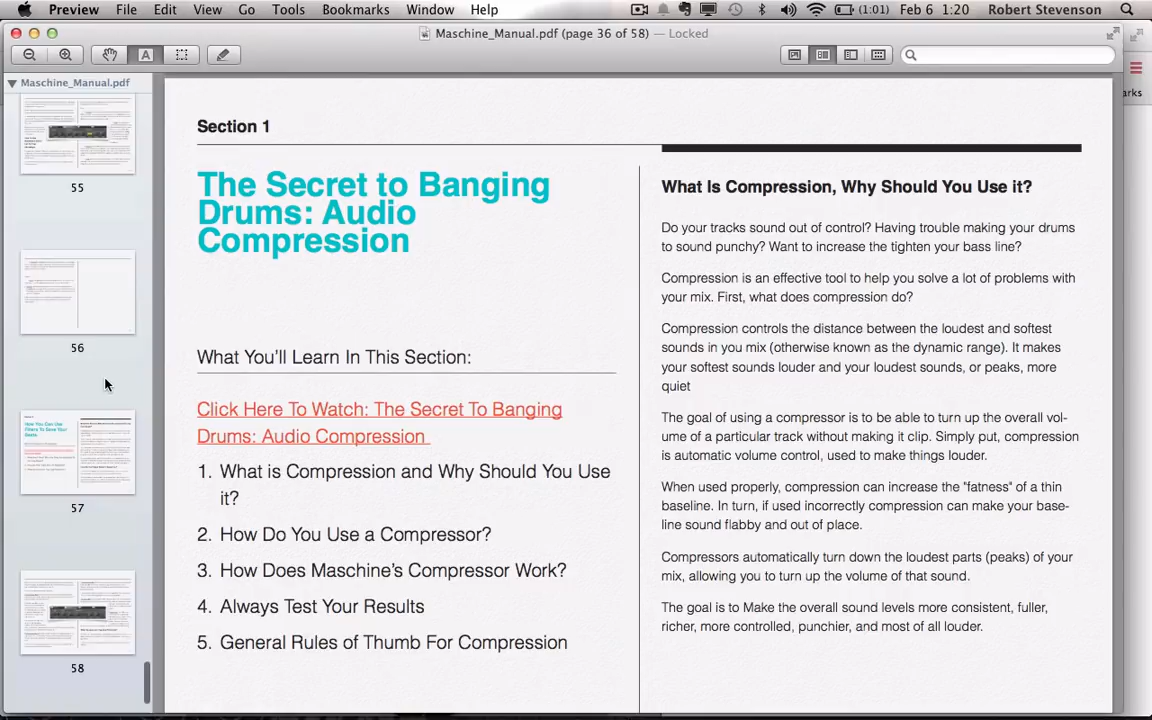 Preview File Edit View Go Tools Bookmarks Window Help (1:01) Feb 6 1:20 Robert Stevenson
Maschine_Manual.pdf (page 36 of 58) — Locked
Maschine_Manual.pdf
arks
55
56
57
58
Section 1
The Secret to Banging
Drums: Audio
Compression
What You'll Learn In This Section:
Click Here To Watch: The Secret To Banging
Drums: Audio Compression
1. What is Compression and Why Should You Use
it?
2. How Do You Use a Compressor?
3. How Does Maschine's Compressor Work?
4. Always Test Your Results
5. General Rules of Thumb For Compression
What Is Compression, Why Should You Use it?
Do your tracks sound out of control? Having trouble making your drums
to sound punchy? Want to increase the tighten your bass line?
Compression is an effective tool to help you solve a lot of problems with
your mix. First, what does compression do?
Compression controls the distance between the loudest and softest
sounds in you mix (otherwise known as the dynamic range). It makes
your softest sounds louder and your loudest sounds, or peaks, more
quiet
The goal of using a compressor is to be able to turn up the overall vol-
ume of a particular track without making it clip. Simply put, compression
is automatic volume control, used to make things louder.
When used properly, compression can increase the "fatness" of a thin
baseline. In turn, if used incorrectly compression can make your base-
line sound flabby and out of place.
Compressors automatically turn down the loudest parts (peaks) of your
mix, allowing you to turn up the volume of that sound.
The goal is to Make the overall sound levels more consistent, fuller,
richer, more controlled, punchier, and most of all louder.